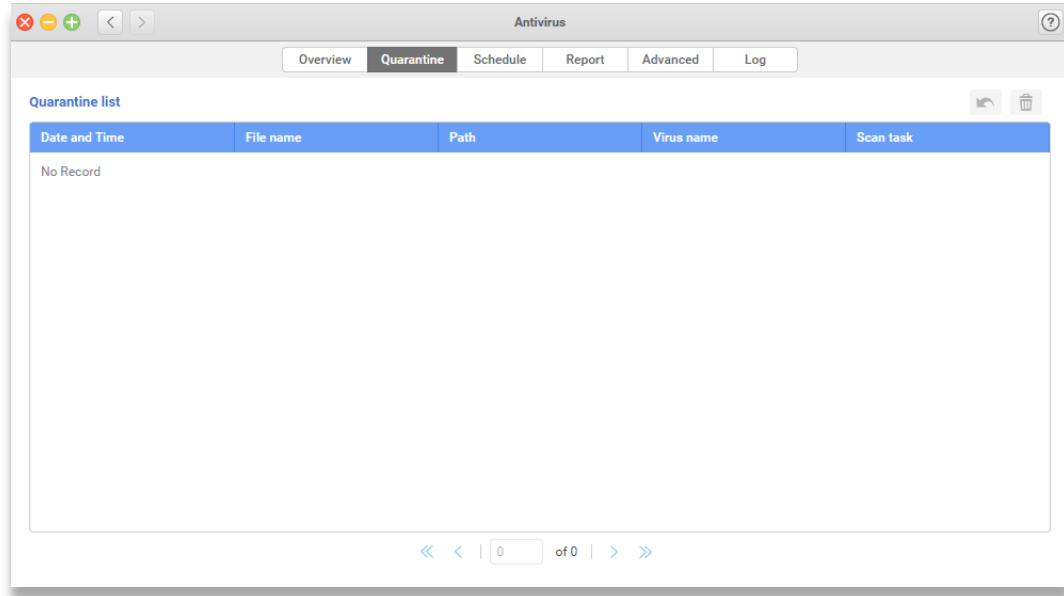 Antivirus
?
Overview Quarantine Schedule Report Advanced Log
Quarantine list
Date and Time File name Path Virus name Scan task
No Record
0 of 0